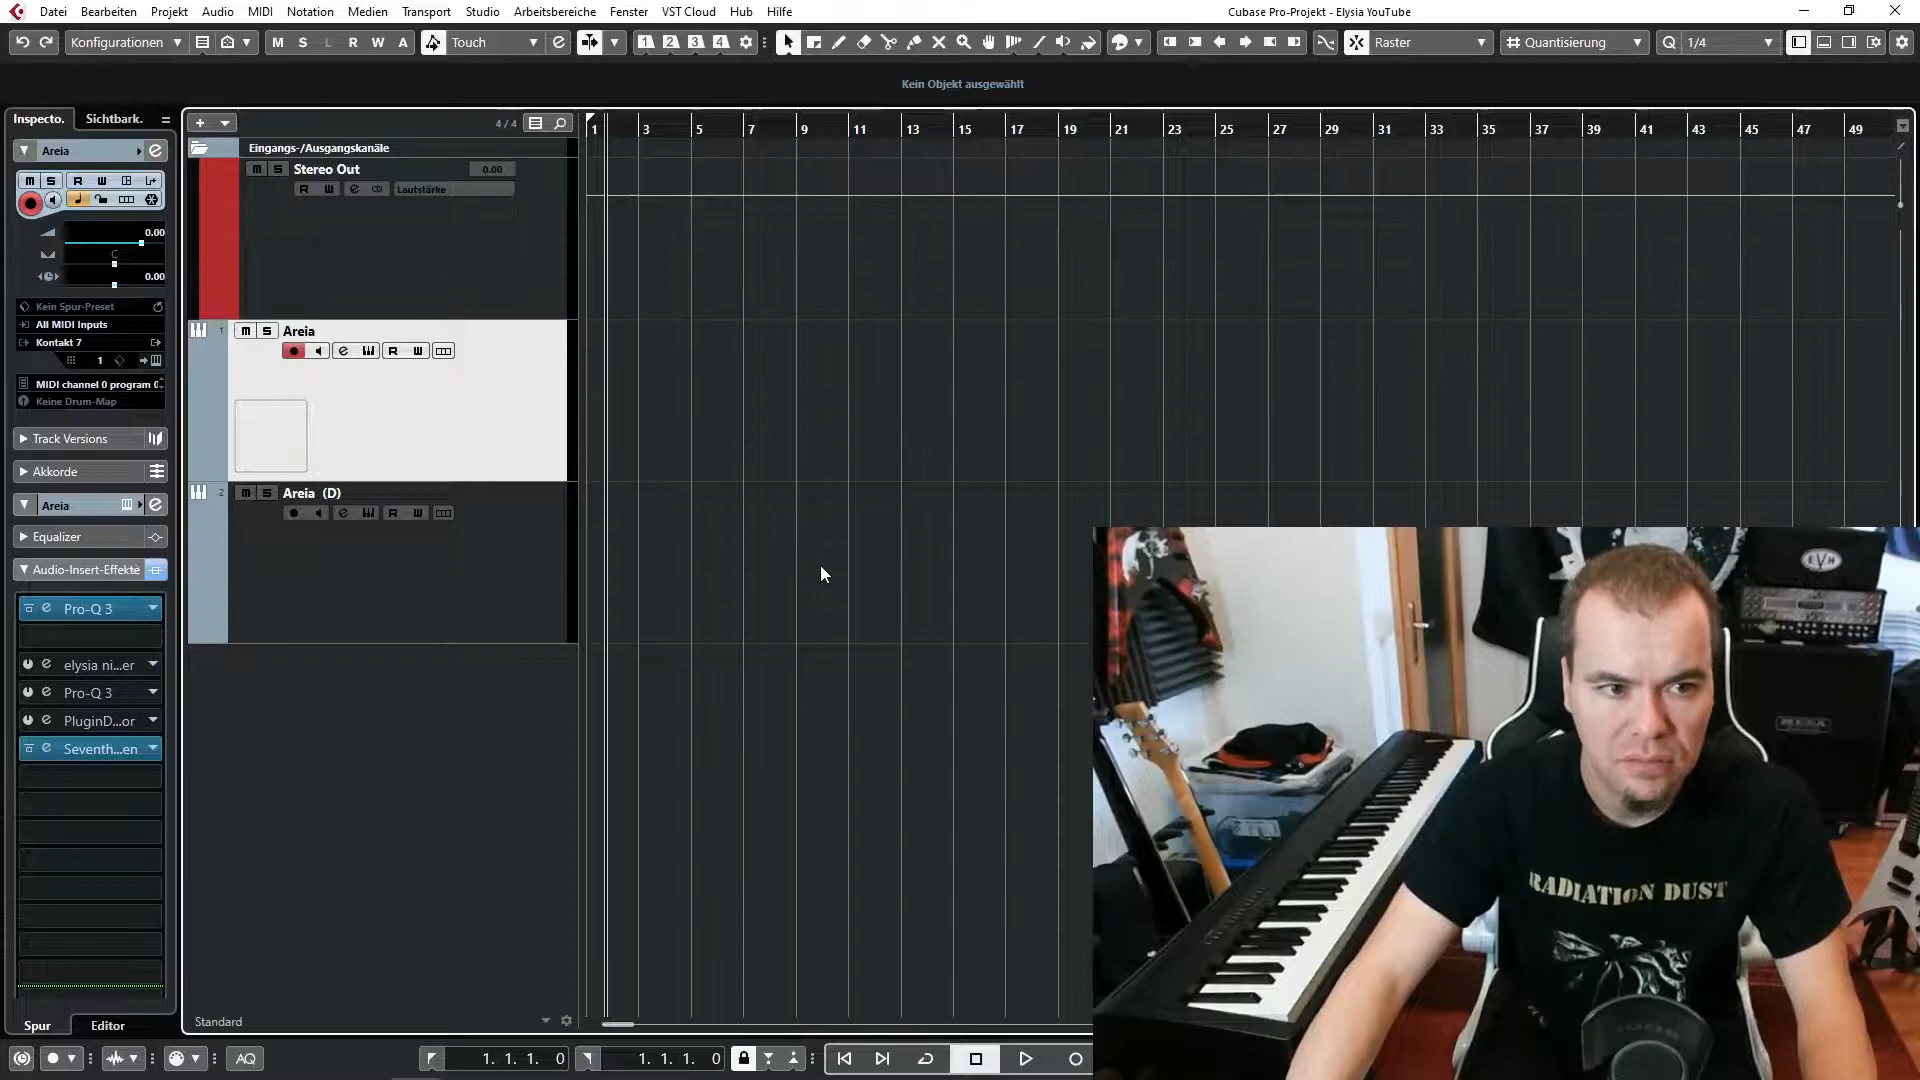 Datei Bearbeiten Projekt Audio MIDI Notation Medien Transport Studio Arbeitsbereiche Fenster VST Cloud Hub Hilfe
Cubase Pro-Projekt - Elysia YouTube
Konfigurationen M S L R W A Touch 1 2 3 4 Raster Quantisierung Q 1/4
Kein Objekt ausgewählt
Inspecto. Sichtbark. 4 / 4
1 3 5 7 9 11 13 15 17 19 21 23 25 27 29 31 33 35 37 39 41 43 45 47 49
Areia
Eingangs-/Ausgangskanäle
M S Stereo Out 0.00
R W Lautstärke
M S R W
0.00
C
0.00
Kein Spur-Preset
All MIDI Inputs
Kontakt 7
1
MIDI channel 0 program 0
Keine Drum-Map
1 M S Areia
R W
Track Versions
Akkorde
2 M S Areia (D)
R W
Areia
Equalizer
Audio-Insert-Effekte
Pro-Q 3
elysia ni...er
Pro-Q 3
PluginD...or
Seventh...en
EVH
RADIATION DUST
Standard
Spur Editor
AQ
1. 1. 1. 0
1. 1. 1. 0